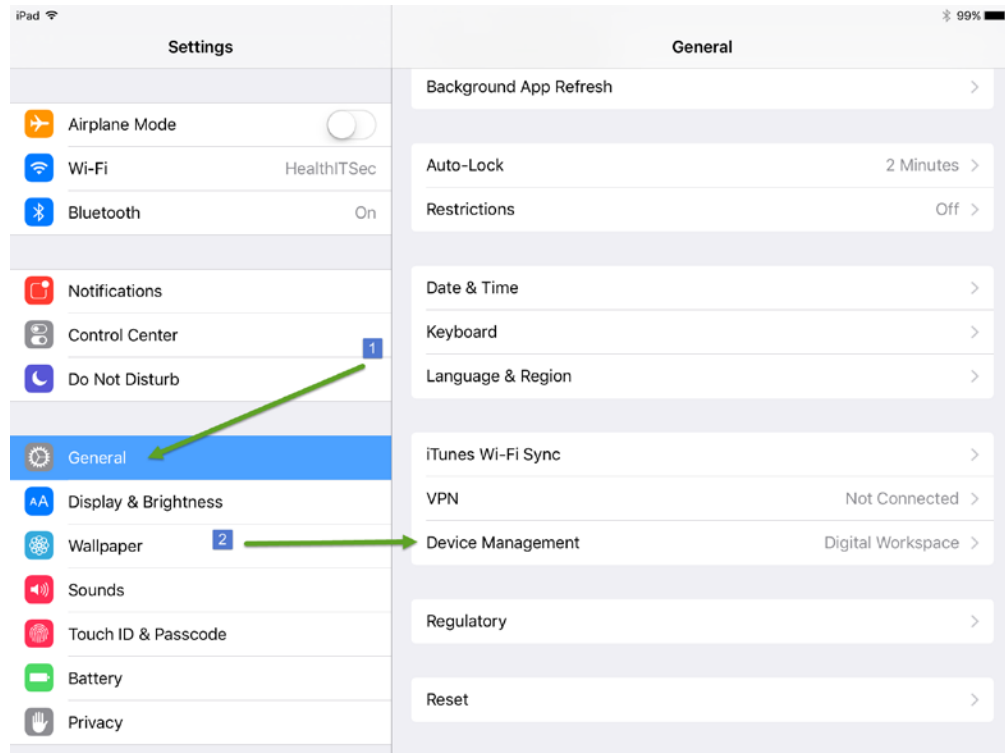 iPad 99%
Settings
General
Background App Refresh
Airplane Mode
Wi-Fi HealthITSec
Bluetooth On
Notifications
Control Center
Do Not Disturb
1
General
AA Display & Brightness
Wallpaper
2
Sounds
Touch ID & Passcode
Battery
Privacy
Auto-Lock 2 Minutes
Restrictions Off
Date & Time
Keyboard
Language & Region
iTunes Wi-Fi Sync
VPN Not Connected
Device Management Digital Workspace
Regulatory
Reset